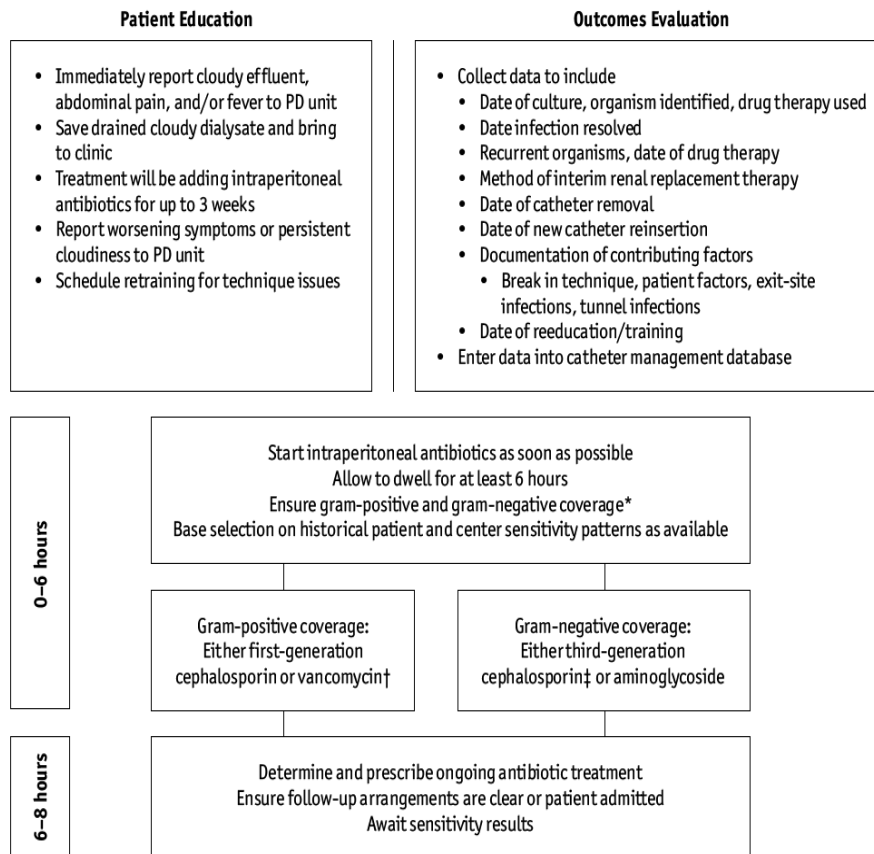 Patient Education
• Immediately report cloudy effluent,
abdominal pain, and/or fever to PD unit
• Save drained cloudy dialysate and bring
to clinic
• Treatment will be adding intraperitoneal
antibiotics for up to 3 weeks
• Report worsening symptoms or persistent
cloudiness to PD unit
• Schedule retraining for technique issues
Outcomes Evaluation
• Collect data to include
• Date of culture, organism identified, drug therapy used
• Date infection resolved
• Recurrent organisms, date of drug therapy
• Method of interim renal replacement therapy
• Date of catheter removal
• Date of new catheter reinsertion
• Documentation of contributing factors
• Break in technique, patient factors, exit-site
infections, tunnel infections
• Date of reeducation/training
• Enter data into catheter management database
0–6 hours
Start intraperitoneal antibiotics as soon as possible
Allow to dwell for at least 6 hours
Ensure gram-positive and gram-negative coverage*
Base selection on historical patient and center sensitivity patterns as available
Gram-positive coverage:
Either first-generation
cephalosporin or vancomycin†
Gram-negative coverage:
Either third-generation
cephalosporin‡ or aminoglycoside
6–8 hours
Determine and prescribe ongoing antibiotic treatment
Ensure follow-up arrangements are clear or patient admitted
Await sensitivity results